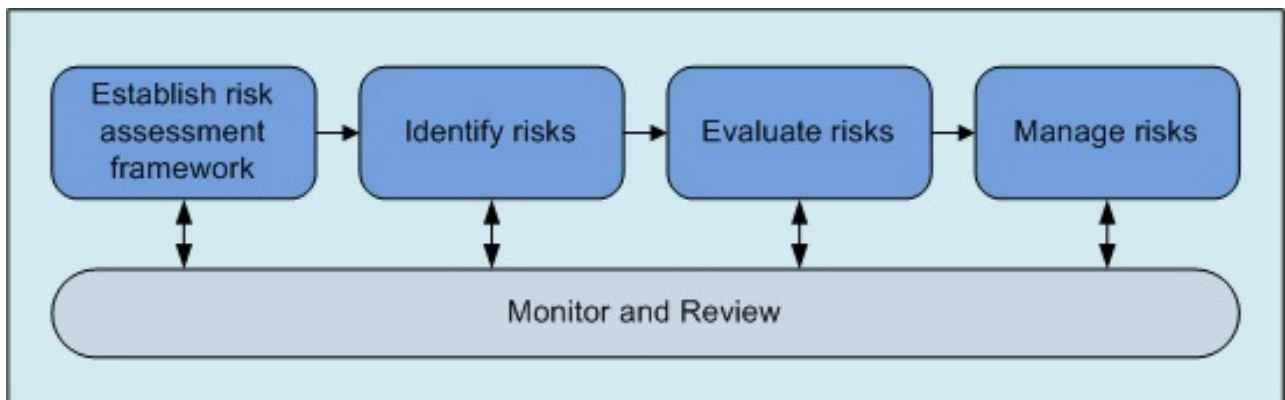 Establish risk
assessment
framework
Identify risks
Evaluate risks
Manage risks
Monitor and Review